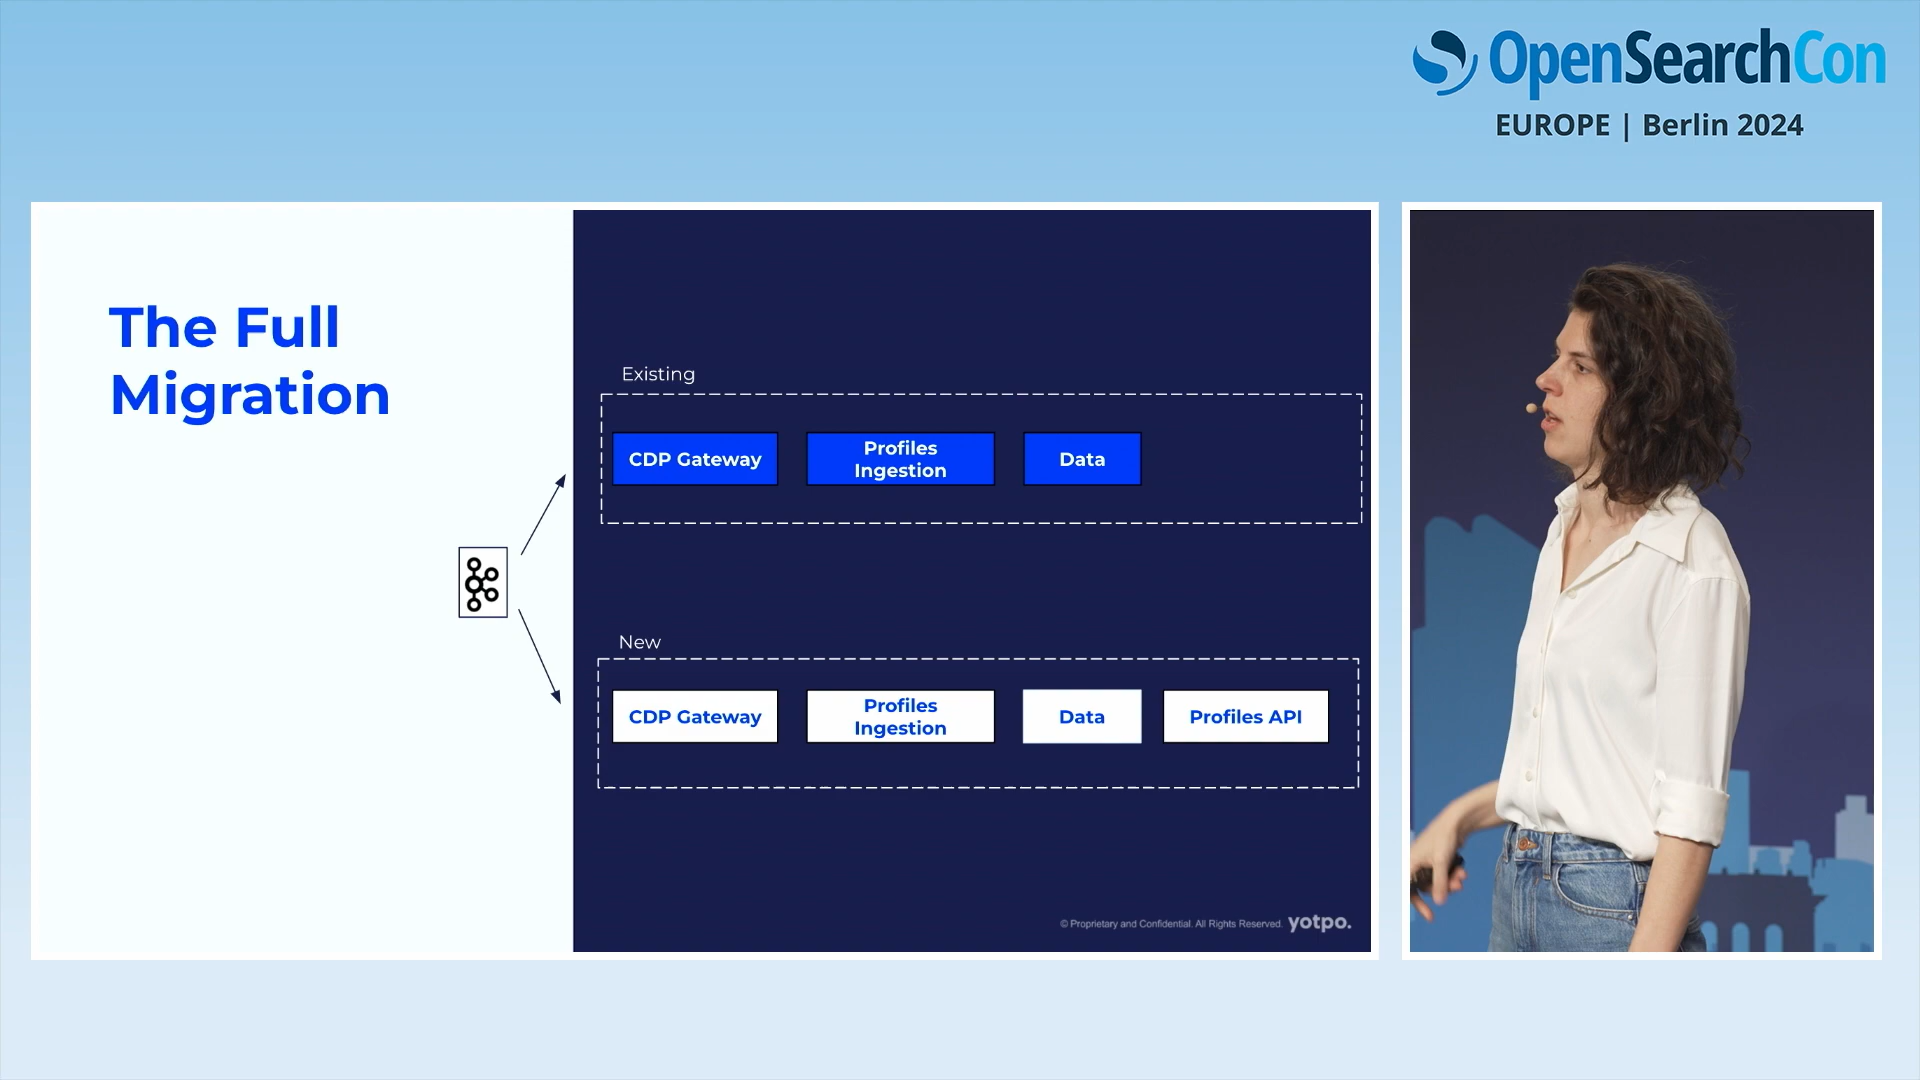 OpenSearchCon
EUROPE | Berlin 2024
The Full
Migration
Existing
CDP Gateway
Profiles
Ingestion
Data
New
CDP Gateway
Profiles
Ingestion
Data
Profiles API
© Proprietary and Confidential. All Rights Reserved. yotpo.